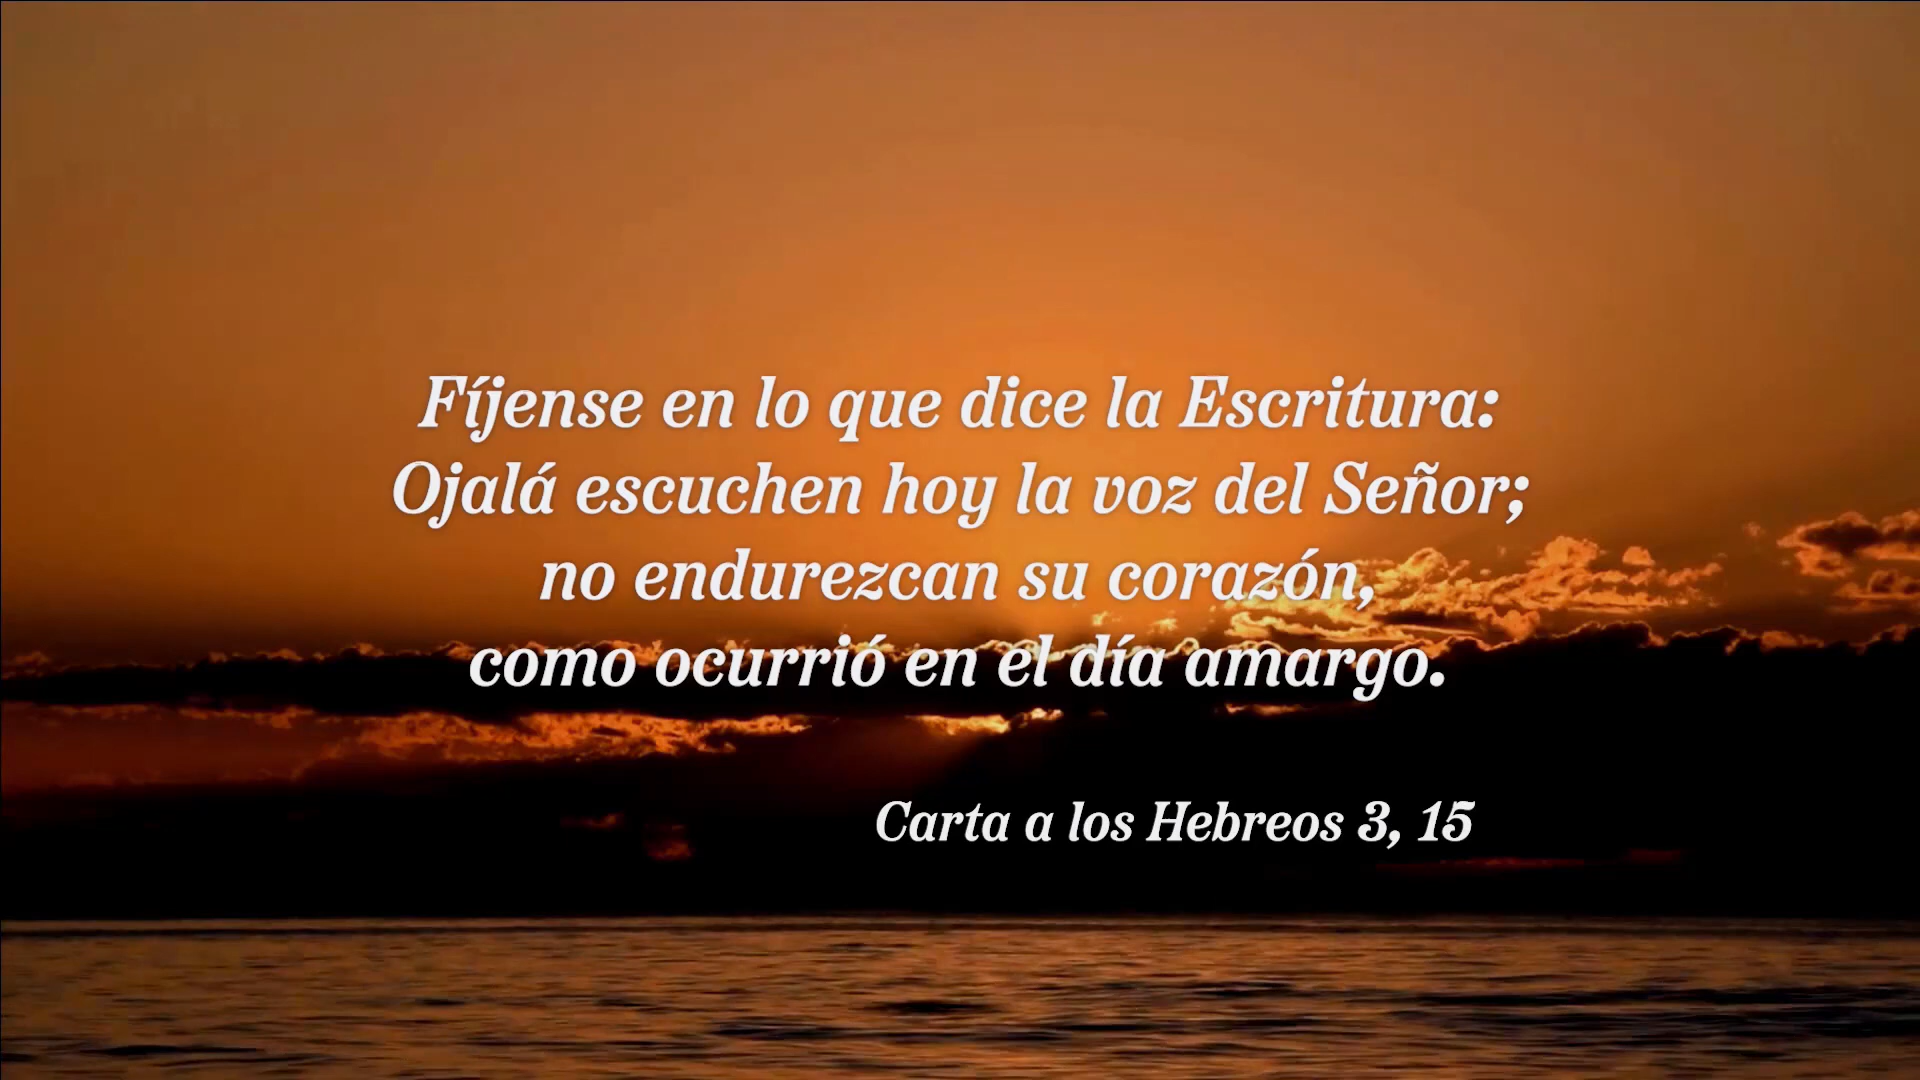 Fíjense en lo que dice la Escritura:
Ojalá escuchen hoy la voz del Señor;
no endurezcan su corazón,
como ocurrió en el día amargo.
Carta a los Hebreos 3, 15